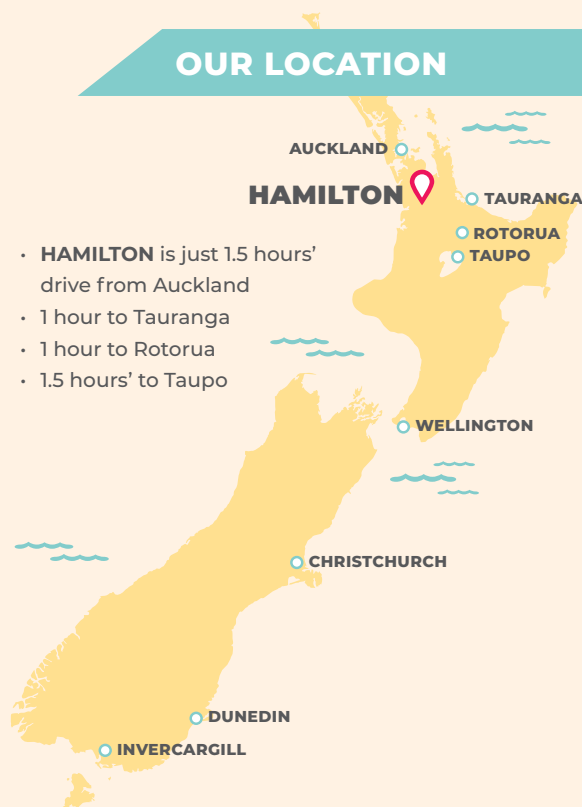 OUR LOCATION
AUCKLAND
HAMILTON
TAURANGA
ROTORUA
TAUPO
• HAMILTON is just 1.5 hours’
drive from Auckland
• 1 hour to Tauranga
• 1 hour to Rotorua
• 1.5 hours’ to Taupo
WELLINGTON
CHRISTCHURCH
DUNEDIN
INVERCARGILL